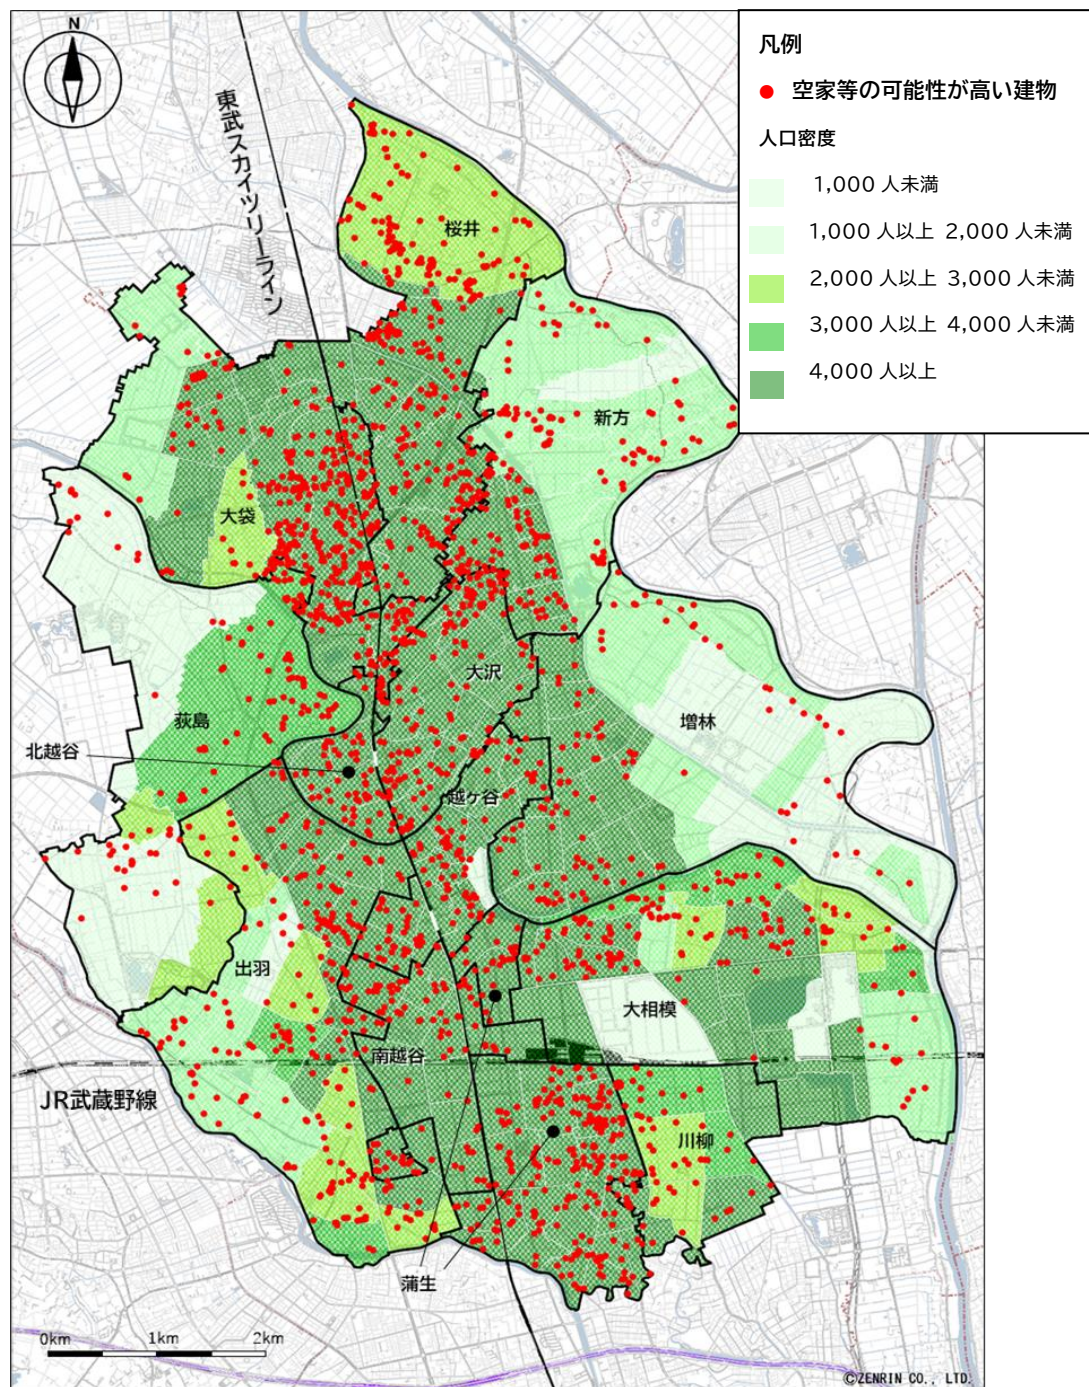 N
東武スカイツリーライン
凡例
空家等の可能性が高い建物
人口密度
1,000 人未満
1,000 人以上 2,000 人未満
2,000 人以上 3,000 人未満
3,000 人以上 4,000 人未満
4,000 人以上
桜井
新方
大袋
大沢
荻島
増林
北越谷
越ケ谷
出羽
大相模
南越谷
JR武蔵野線
川柳
蒲生
0km
1km
2km
©ZENRIN CO., LTD.